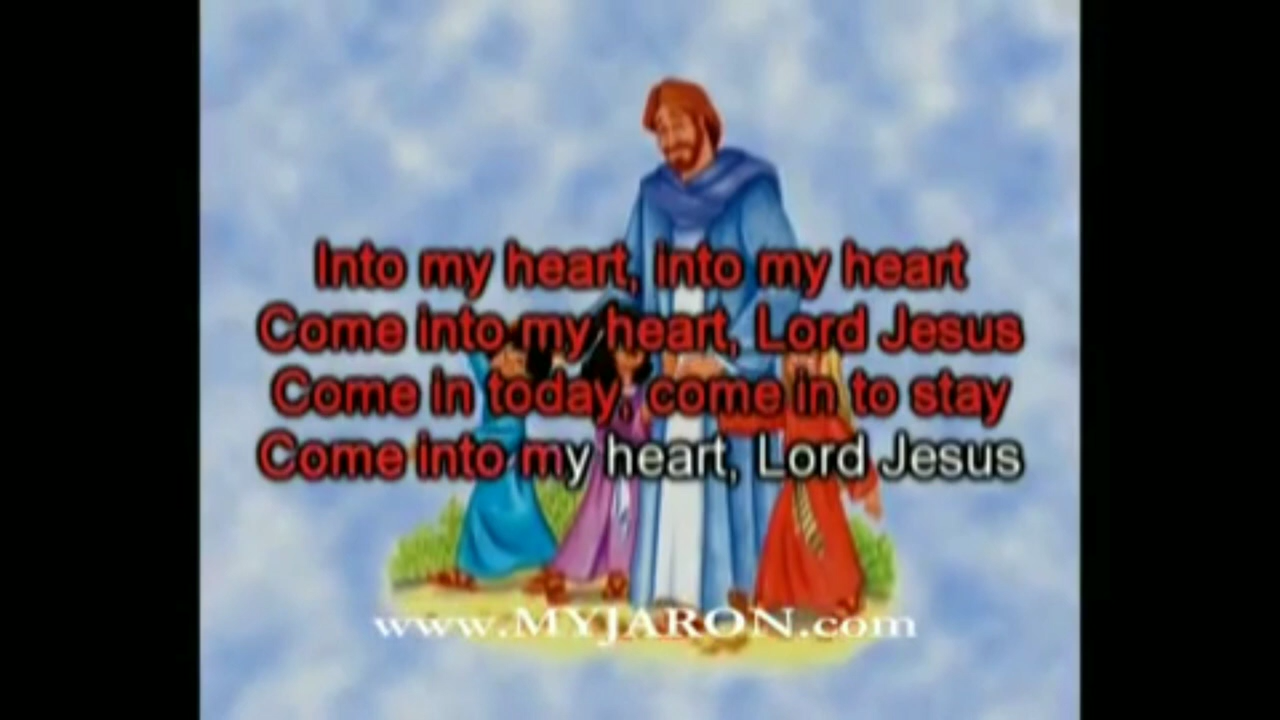 Into my heart, into my heart
Come into my heart, Lord Jesus
Come in today, come in to stay
Come into my heart, Lord Jesus
www.MYJARON.com